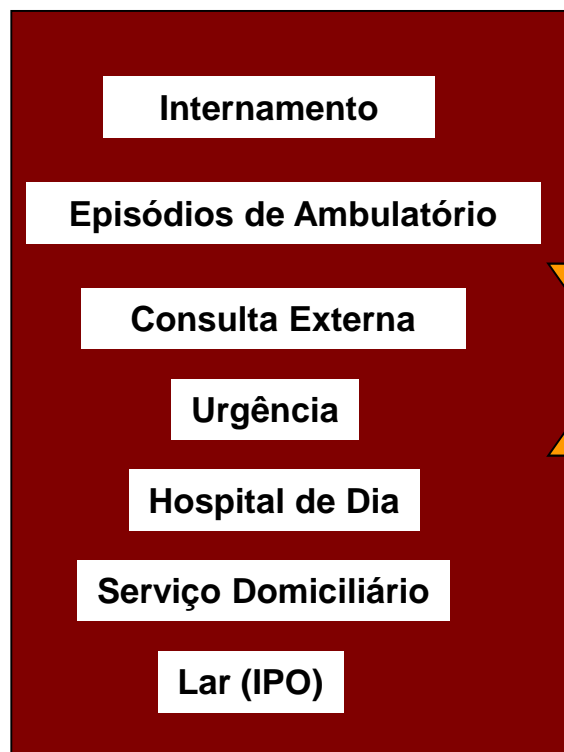 Internamento
Episódios de Ambulatório
Consulta Externa
Urgência
Hospital de Dia
Serviço Domiciliário
Lar (IPO)